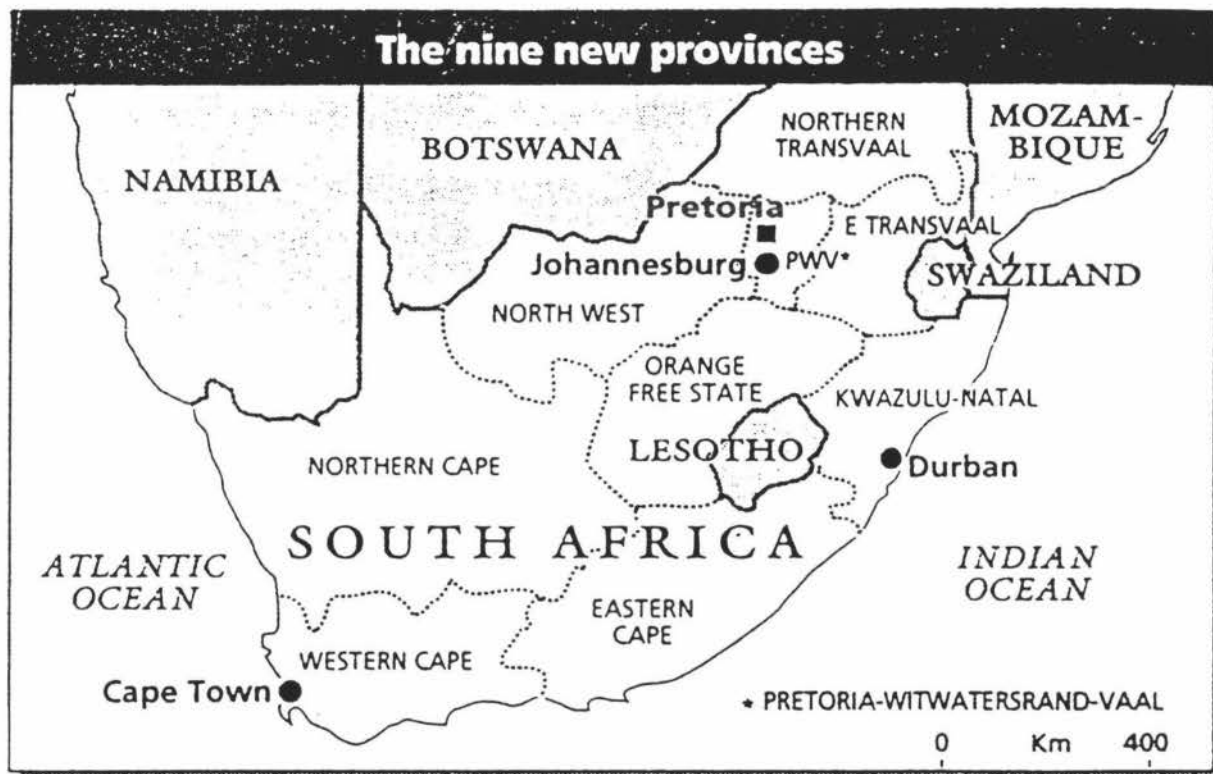 The nine new provinces
NORTHERN
TRANSVAAL
MOZAM-
BIQUE
BOTSWANA
NAMIBIA
Pretoria
E TRANSVAAL
Johannesburg
PWV*
SWAZILAND
NORTH WEST
ORANGE
FREE STATE
KWAZULU-NATAL
LESOTHO
Durban
NORTHERN CAPE
SOUTH AFRICA
ATLANTIC
OCEAN
INDIAN
OCEAN
EASTERN
CAPE
WESTERN CAPE
Cape Town
* PRETORIA-WITWATERSRAND-VAAL
0 Km 400